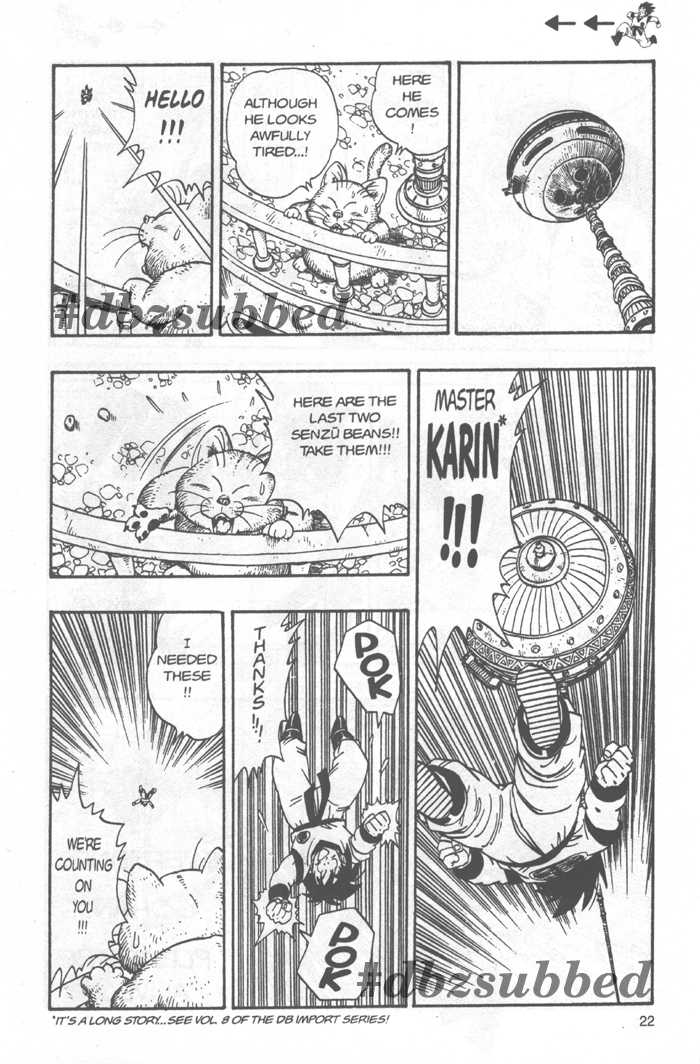 HERE
HE
COMES
!
ALTHOUGH
HE LOOKS
AWFULLY
TIRED...!
HELLO
!!!
#dbzsubbed
MASTER
KARIN*
!!!
HERE ARE THE
LAST TWO
SENZŪ BEANS!!
TAKE THEM!!!
DOK
THANKS!!!
DOK
I
NEEDED
THESE
!!
WE'RE
COUNTING
ON
YOU
!!!
#dbzsubbed
*IT'S A LONG STORY...SEE VOL. 8 OF THE DB IMPORT SERIES!
22